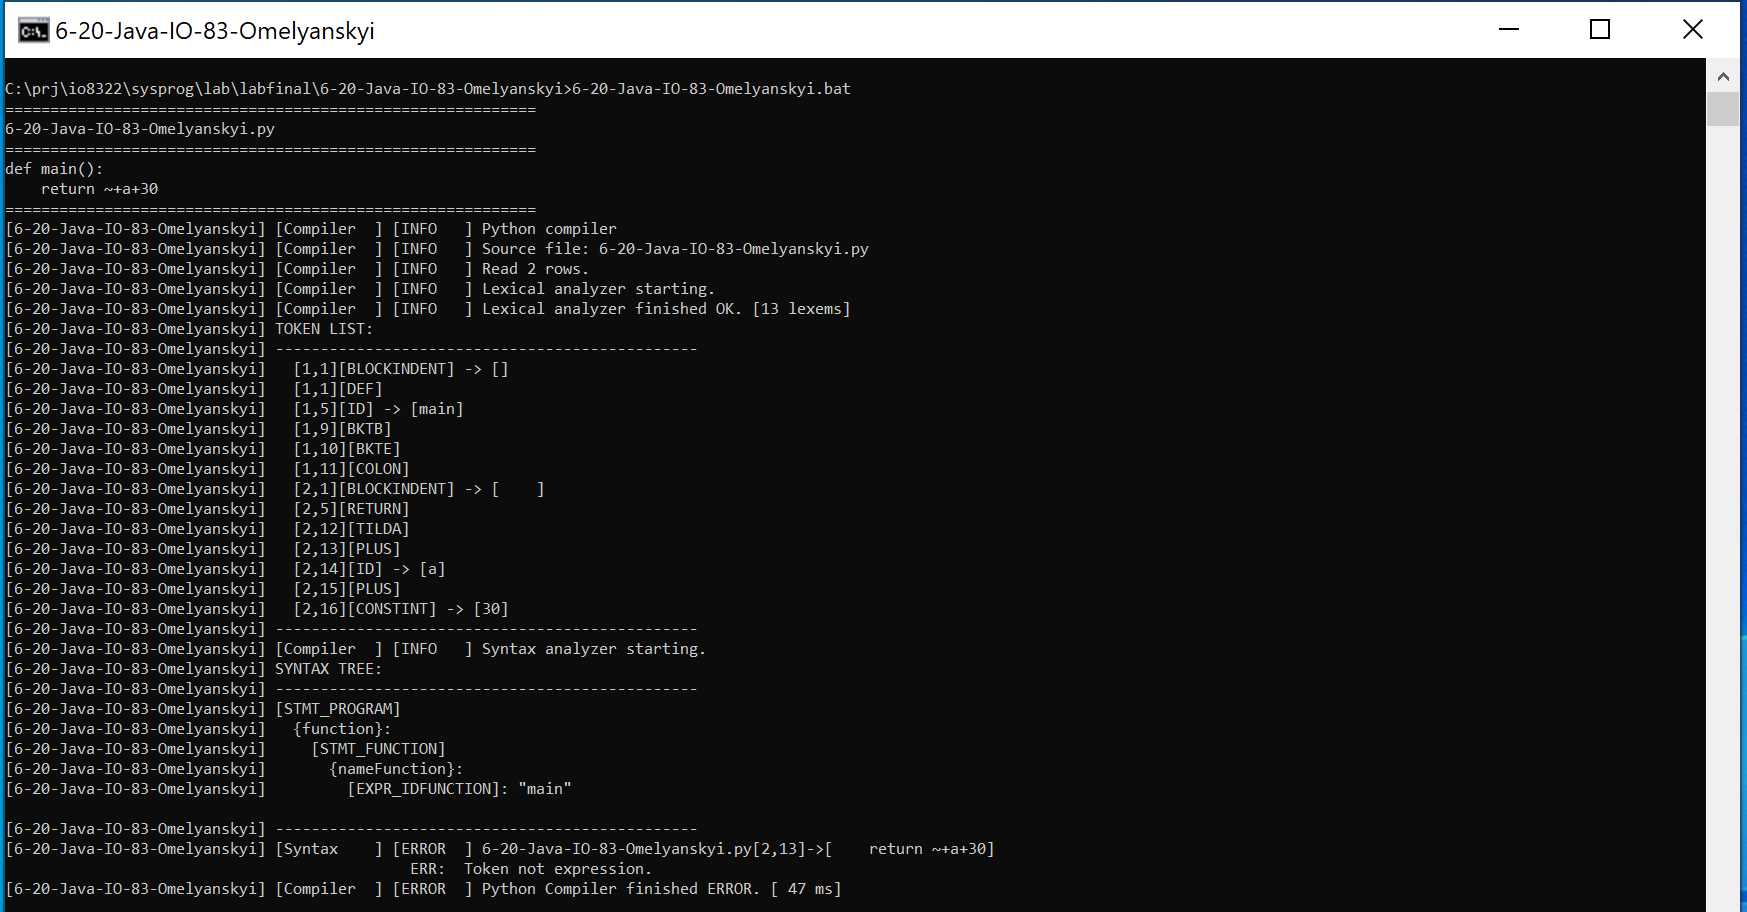 6-20-Java-IO-83-Omelyanskyi
C:\prj\io8322\sysprog\lab\labfinal\6-20-Java-IO-83-Omelyanskyi>6-20-Java-IO-83-Omelyanskyi.bat
===========================================================
6-20-Java-IO-83-Omelyanskyi.py
===========================================================
def main():
    return ~+a+30
===========================================================
[6-20-Java-IO-83-Omelyanskyi] [Compiler  ] [INFO   ] Python compiler
[6-20-Java-IO-83-Omelyanskyi] [Compiler  ] [INFO   ] Source file: 6-20-Java-IO-83-Omelyanskyi.py
[6-20-Java-IO-83-Omelyanskyi] [Compiler  ] [INFO   ] Read 2 rows.
[6-20-Java-IO-83-Omelyanskyi] [Compiler  ] [INFO   ] Lexical analyzer starting.
[6-20-Java-IO-83-Omelyanskyi] [Compiler  ] [INFO   ] Lexical analyzer finished OK. [13 lexems]
[6-20-Java-IO-83-Omelyanskyi] TOKEN LIST:
[6-20-Java-IO-83-Omelyanskyi] -----------------------------------------------
[6-20-Java-IO-83-Omelyanskyi]   [1,1][BLOCKINDENT] -> []
[6-20-Java-IO-83-Omelyanskyi]   [1,1][DEF]
[6-20-Java-IO-83-Omelyanskyi]   [1,5][ID] -> [main]
[6-20-Java-IO-83-Omelyanskyi]   [1,9][BKTB]
[6-20-Java-IO-83-Omelyanskyi]   [1,10][BKTE]
[6-20-Java-IO-83-Omelyanskyi]   [1,11][COLON]
[6-20-Java-IO-83-Omelyanskyi]   [2,1][BLOCKINDENT] -> [    ]
[6-20-Java-IO-83-Omelyanskyi]   [2,5][RETURN]
[6-20-Java-IO-83-Omelyanskyi]   [2,12][TILDA]
[6-20-Java-IO-83-Omelyanskyi]   [2,13][PLUS]
[6-20-Java-IO-83-Omelyanskyi]   [2,14][ID] -> [a]
[6-20-Java-IO-83-Omelyanskyi]   [2,15][PLUS]
[6-20-Java-IO-83-Omelyanskyi]   [2,16][CONSTINT] -> [30]
[6-20-Java-IO-83-Omelyanskyi] -----------------------------------------------
[6-20-Java-IO-83-Omelyanskyi] [Compiler  ] [INFO   ] Syntax analyzer starting.
[6-20-Java-IO-83-Omelyanskyi] SYNTAX TREE:
[6-20-Java-IO-83-Omelyanskyi] -----------------------------------------------
[6-20-Java-IO-83-Omelyanskyi] [STMT_PROGRAM]
[6-20-Java-IO-83-Omelyanskyi]   {function}:
[6-20-Java-IO-83-Omelyanskyi]     [STMT_FUNCTION]
[6-20-Java-IO-83-Omelyanskyi]       {nameFunction}:
[6-20-Java-IO-83-Omelyanskyi]         [EXPR_IDFUNCTION]: "main"
[6-20-Java-IO-83-Omelyanskyi] -----------------------------------------------
[6-20-Java-IO-83-Omelyanskyi] [Syntax    ] [ERROR  ] 6-20-Java-IO-83-Omelyanskyi.py[2,13]->[    return ~+a+30]
                                             ERR:  Token not expression.
[6-20-Java-IO-83-Omelyanskyi] [Compiler  ] [ERROR  ] Python Compiler finished ERROR. [ 47 ms]